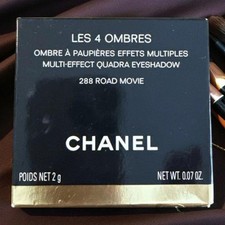 LES 4 OMBRES
OMBRE À PAUPIÈRES EFFETS MULTIPLES
MULTI-EFFECT QUADRA EYESHADOW
288 ROAD MOVIE
CHANEL
POIDS NET 2 g NET WT. 0.07 OZ.